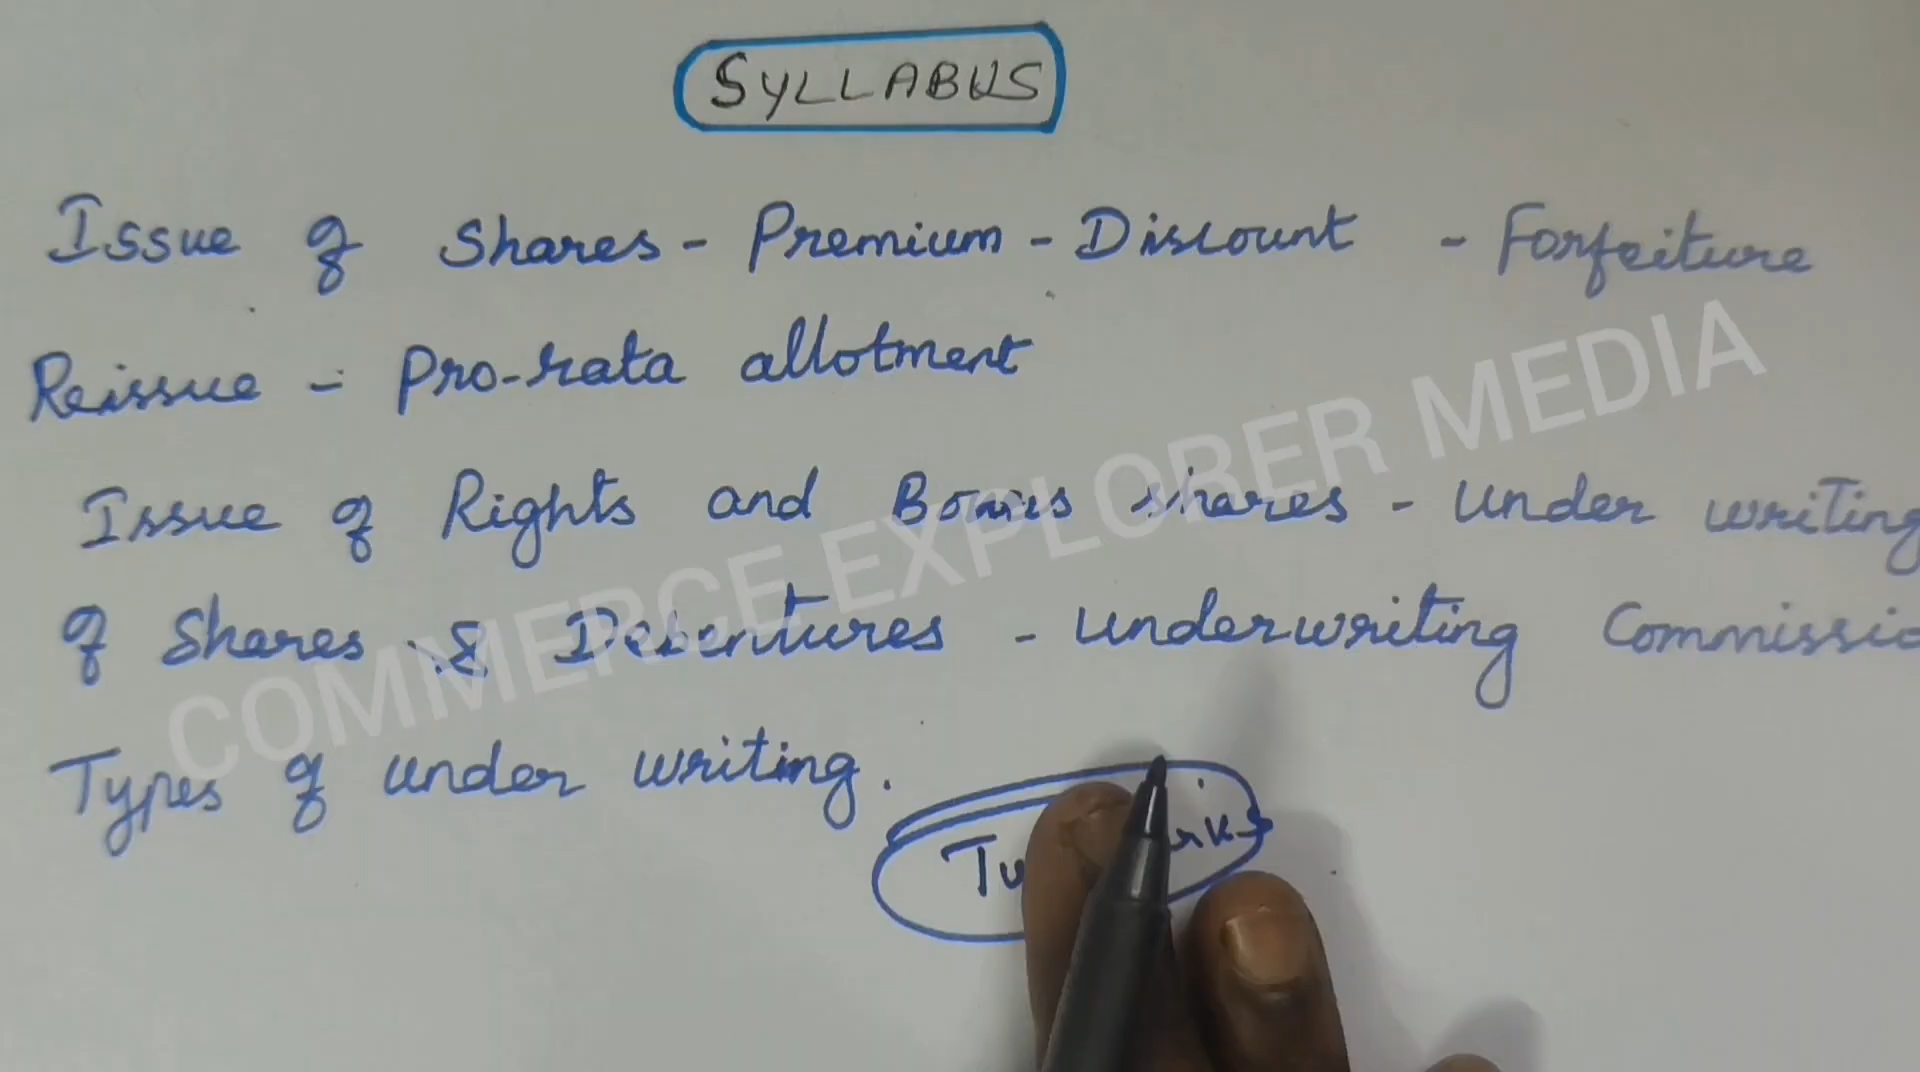 SYLLABUS
Issue of Shares - Premium - Discount - Forfeiture
Reissue - Pro-rata allotment
Issue of Rights and Bonus shares - Under writing
of Shares & Debentures - Underwriting Commissio
Types of under writing.
COMMERCE EXPLORER MEDIA